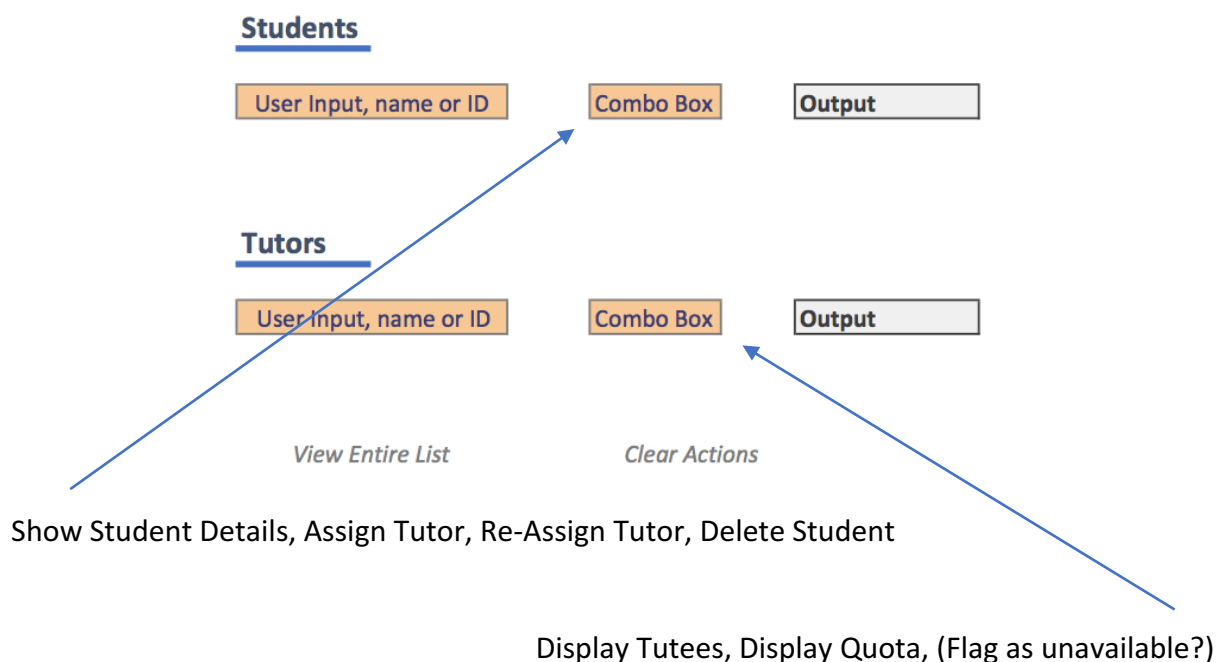 Students
User Input, name or ID Combo Box Output
Tutors
User Input, name or ID Combo Box Output
View Entire List Clear Actions
Show Student Details, Assign Tutor, Re-Assign Tutor, Delete Student
Display Tutees, Display Quota, (Flag as unavailable?)